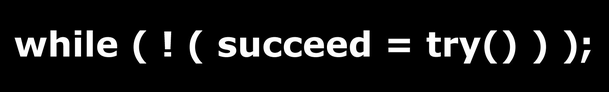 while ( ! ( succeed = try() ) );